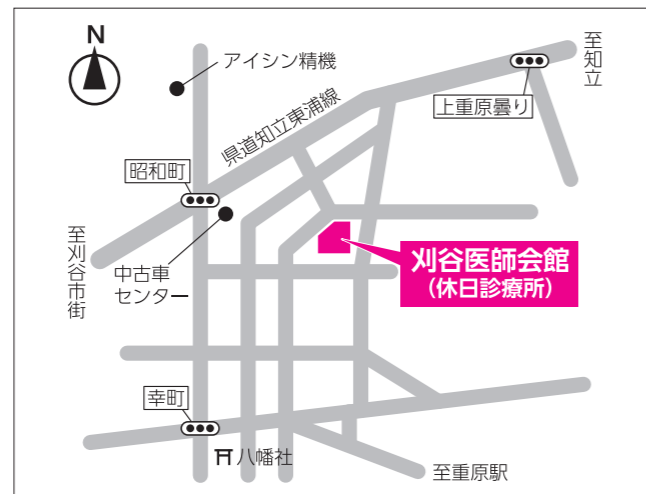 N
アイシン精機
至知立
上重原曇り
県道知立東浦線
昭和町
至刈谷市街
中古車
センター
刈谷医師会館
(休日診療所)
幸町
八幡社
至重原駅